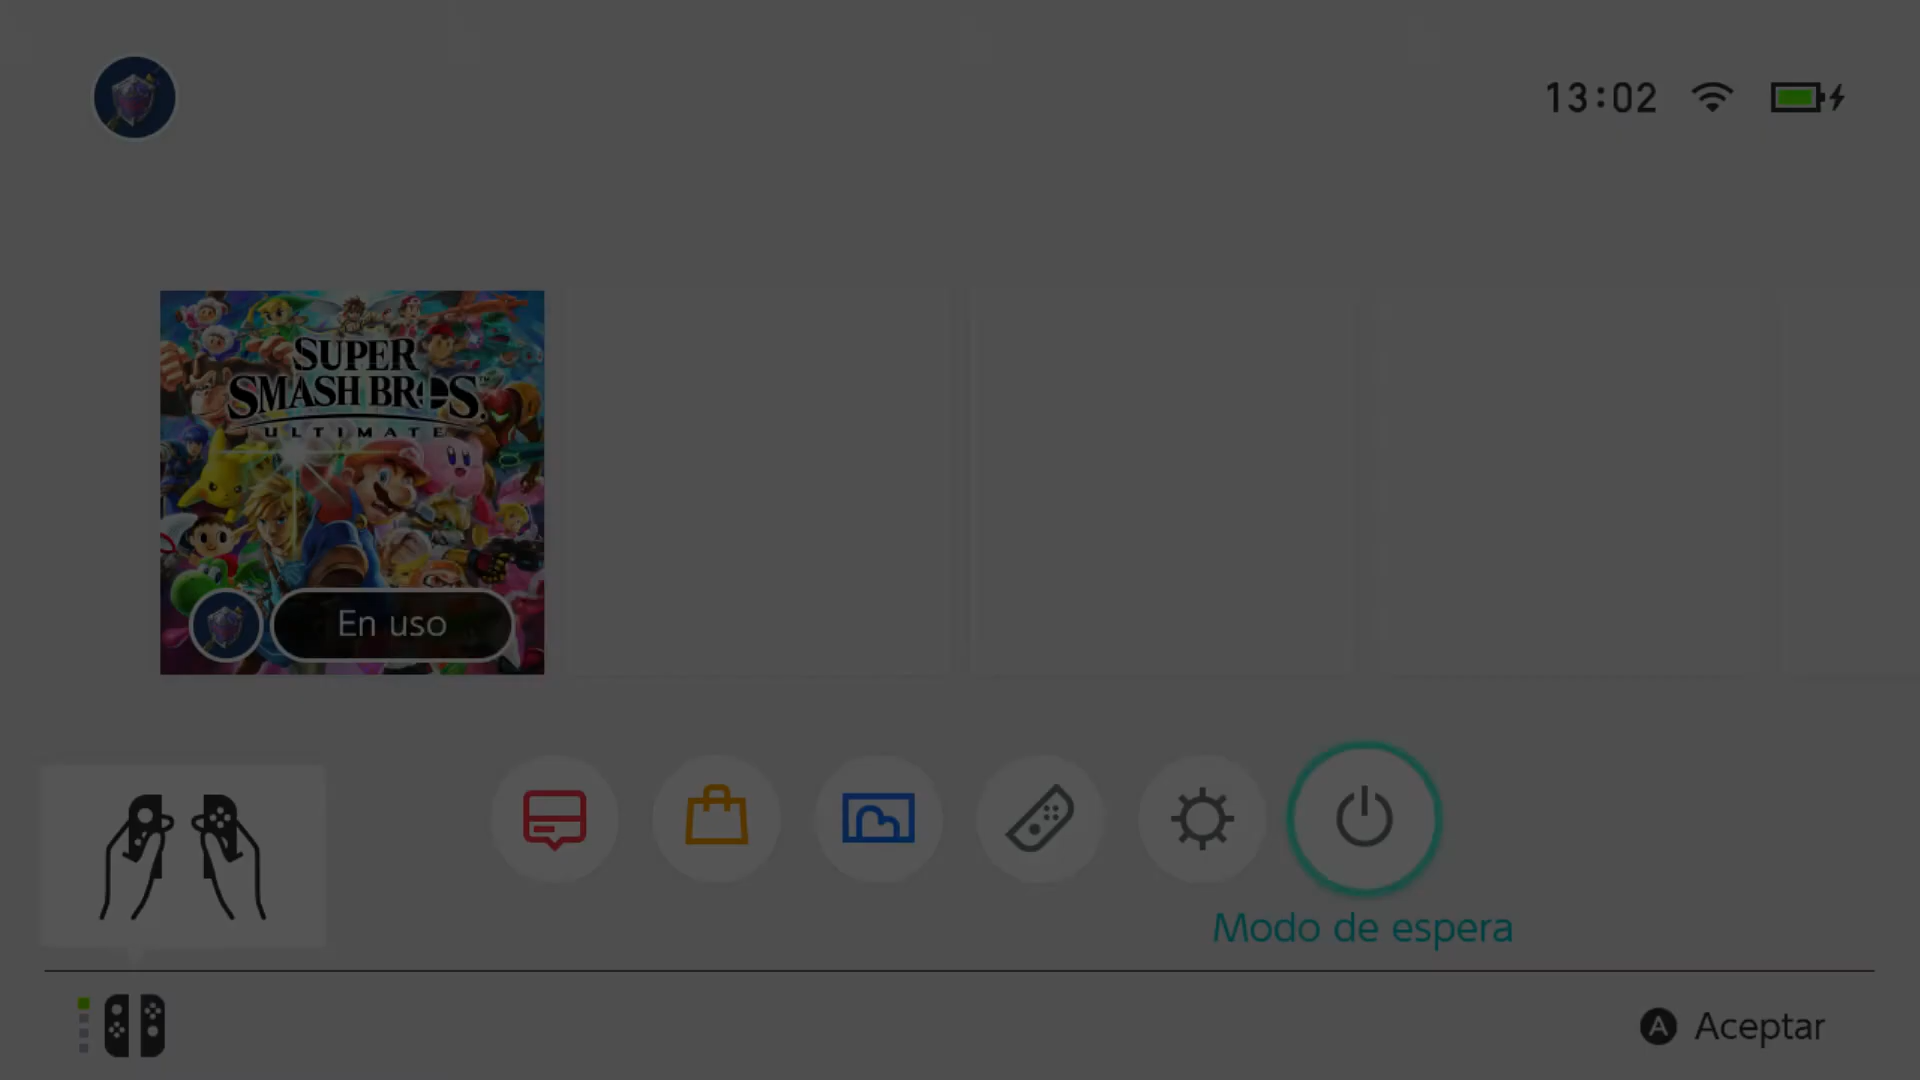 13:02
SUPER
SMASH BROS.
ULTIMATE
En uso
Modo de espera
A Aceptar